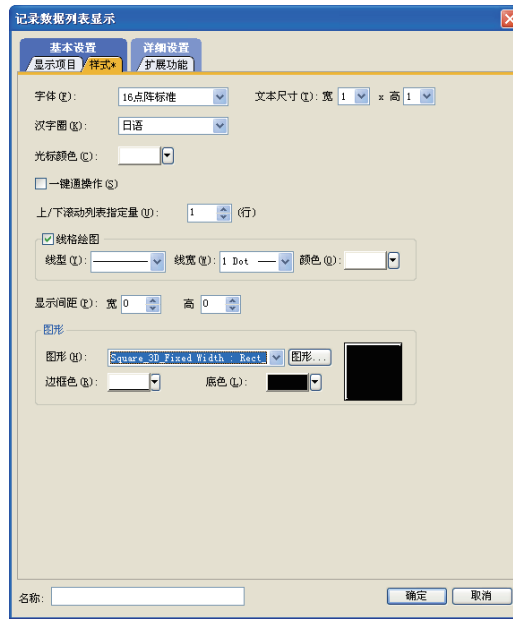 记录数据列表显示
基本设置 详细设置
显示项目 样式* 扩展功能
字体(F): 16点阵标准 文本尺寸(T): 宽 1 x 高 1
汉字圈(K): 日语
光标颜色(C):
一键通操作(S)
上/下滚动列表指定量(U): 1 (行)
线格绘图
线型(Y): 线宽(W): 1 Dot 颜色(O):
显示间距(P): 宽 0 高 0
图形
图形(H): Square_3D_Fixed Width : Rect_ 图形...
边框色(R): 底色(L):
名称: 确定 取消